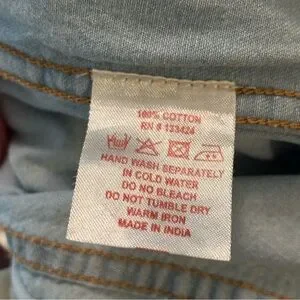 100% COTTON
RN # 133424
HAND WASH SEPARATELY
IN COLD WATER
DO NO BLEACH
DO NOT TUMBLE DRY
WARM IRON
MADE IN INDIA